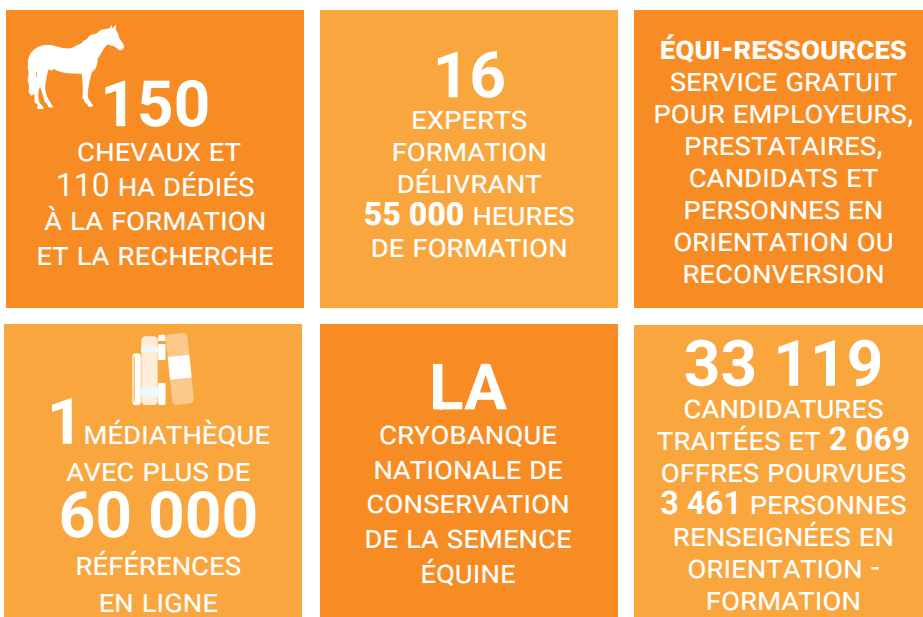 150
CHEVAUX ET
110 HA DÉDIÉS
À LA FORMATION
ET LA RECHERCHE
16
EXPERTS
FORMATION
DÉLIVRANT
55 000 HEURES
DE FORMATION
ÉQUI-RESSOURCES
SERVICE GRATUIT
POUR EMPLOYEURS,
PRESTATAIRES,
CANDIDATS ET
PERSONNES EN
ORIENTATION OU
RECONVERSION
1 MÉDIATHÈQUE
AVEC PLUS DE
60 000
RÉFÉRENCES
EN LIGNE
LA
CRYOBANQUE
NATIONALE DE
CONSERVATION
DE LA SEMENCE
ÉQUINE
33 119
CANDIDATURES
TRAITÉES ET 2 069
OFFRES POURVUES
3 461 PERSONNES
RENSEIGNÉES EN
ORIENTATION -
FORMATION